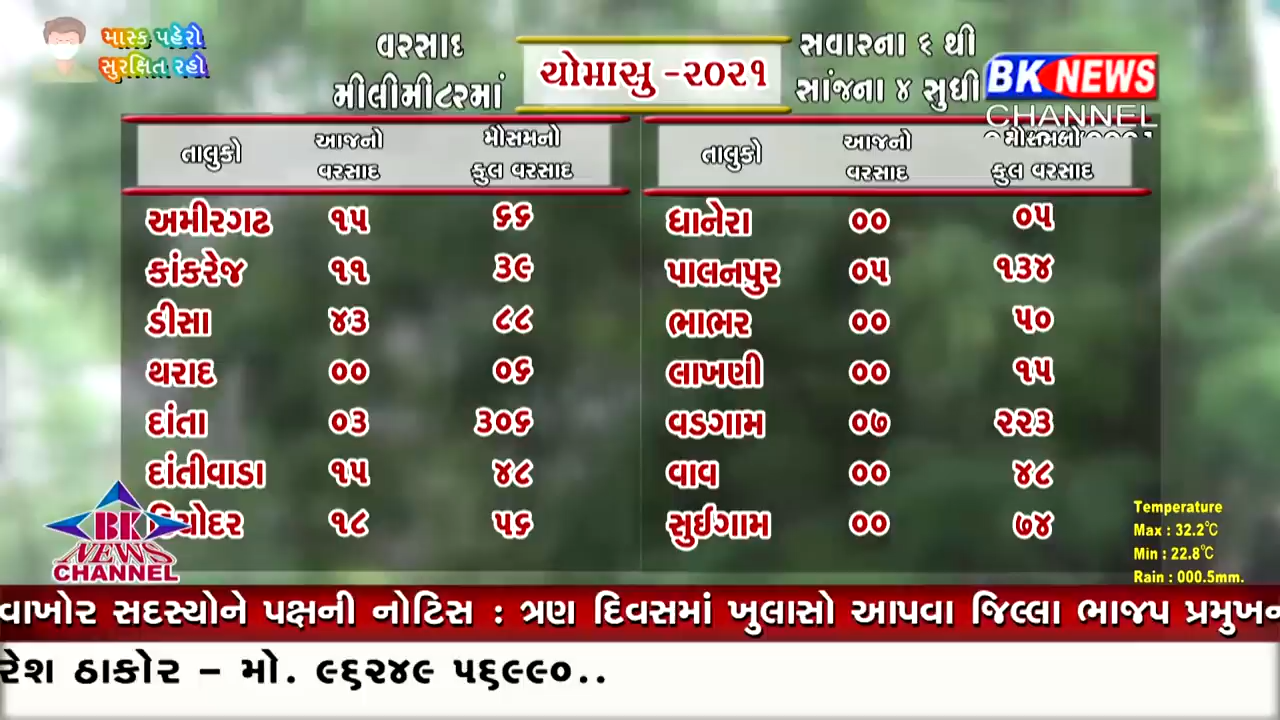 માસ્ક પહેરો
સુરક્ષિત રહો
વરસાદ
મીલીમીટરમાં
ચોમાસુ -૨૦૨૧
સવારના ૬ થી
સાંજના ૪ સુધી
BK NEWS
CHANNEL
તાલુકો આજનો વરસાદ મૌસમનો કુલ વરસાદ
અમીરગઢ ૧૫ ૬૬
કાંકરેજ ૧૧ ૩૯
ડીસા ૪૩ ૮૮
થરાદ ૦૦ ૦૬
દાંતા ૦૩ ૩૦૬
દાંતીવાડા ૧૫ ૪૮
૧૮ ૫૬
તાલુકો આજનો વરસાદ મૌસમનો કુલ વરસાદ
ધાનેરા ૦૦ ૦૫
પાલનપુર ૦૫ ૧૩૪
ભાભર ૦૦ ૫૦
લાખણી ૦૦ ૧૫
વડગામ ૦૭ ૨૨૩
વાવ ૦૦ ૪૮
સુઈગામ ૦૦ ૭૪
BK
NEWS
CHANNEL
Temperature
Max : 32.2℃
Min : 22.8℃
Rain : 000.5mm.
વાખોર સદસ્યોને પક્ષની નોટિસ : ત્રણ દિવસમાં ખુલાસો આપવા જિલ્લા ભાજપ પ્રમુખન
રેશ ઠાકોર – મો. ૯૬૨૪૯ ૫૬૯૯૦..